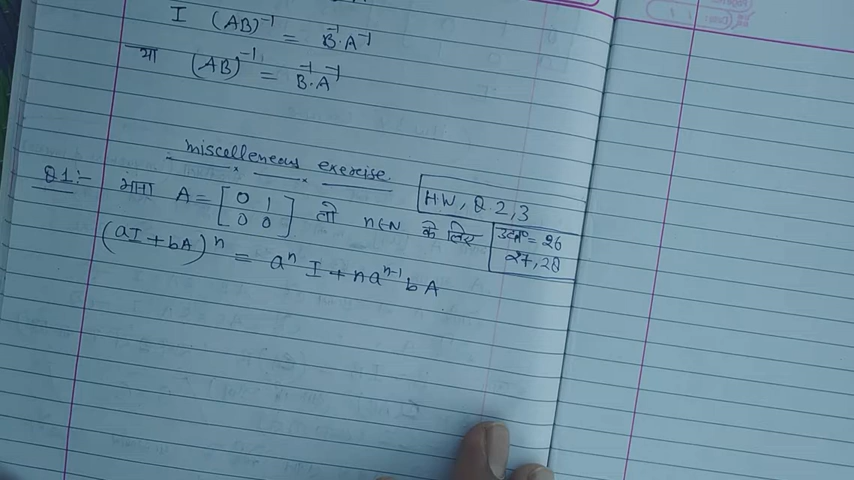 I (AB)⁻¹ = B⁻¹·A⁻¹
या (AB)⁻¹ = B⁻¹·A⁻¹
miscelleneous exercise.
Q1:- माना A = [0 1; 0 0] तो n∈N के लिए
HW, Q 2,3
उदा० = 26
27, 28
(aI + bA)ⁿ = aⁿ I + naⁿ⁻¹ bA